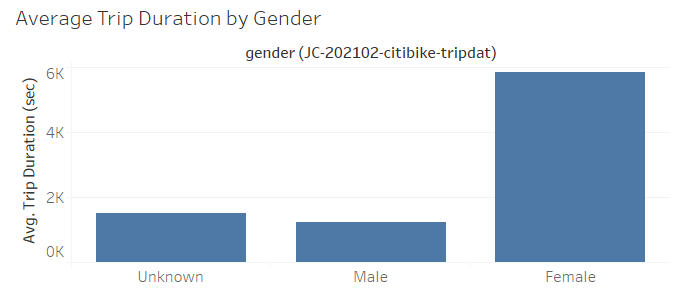 Average Trip Duration by Gender
gender (JC-202102-citibike-tripdat)
Avg. Trip Duration (sec)
6K
4K
2K
0K
Unknown
Male
Female